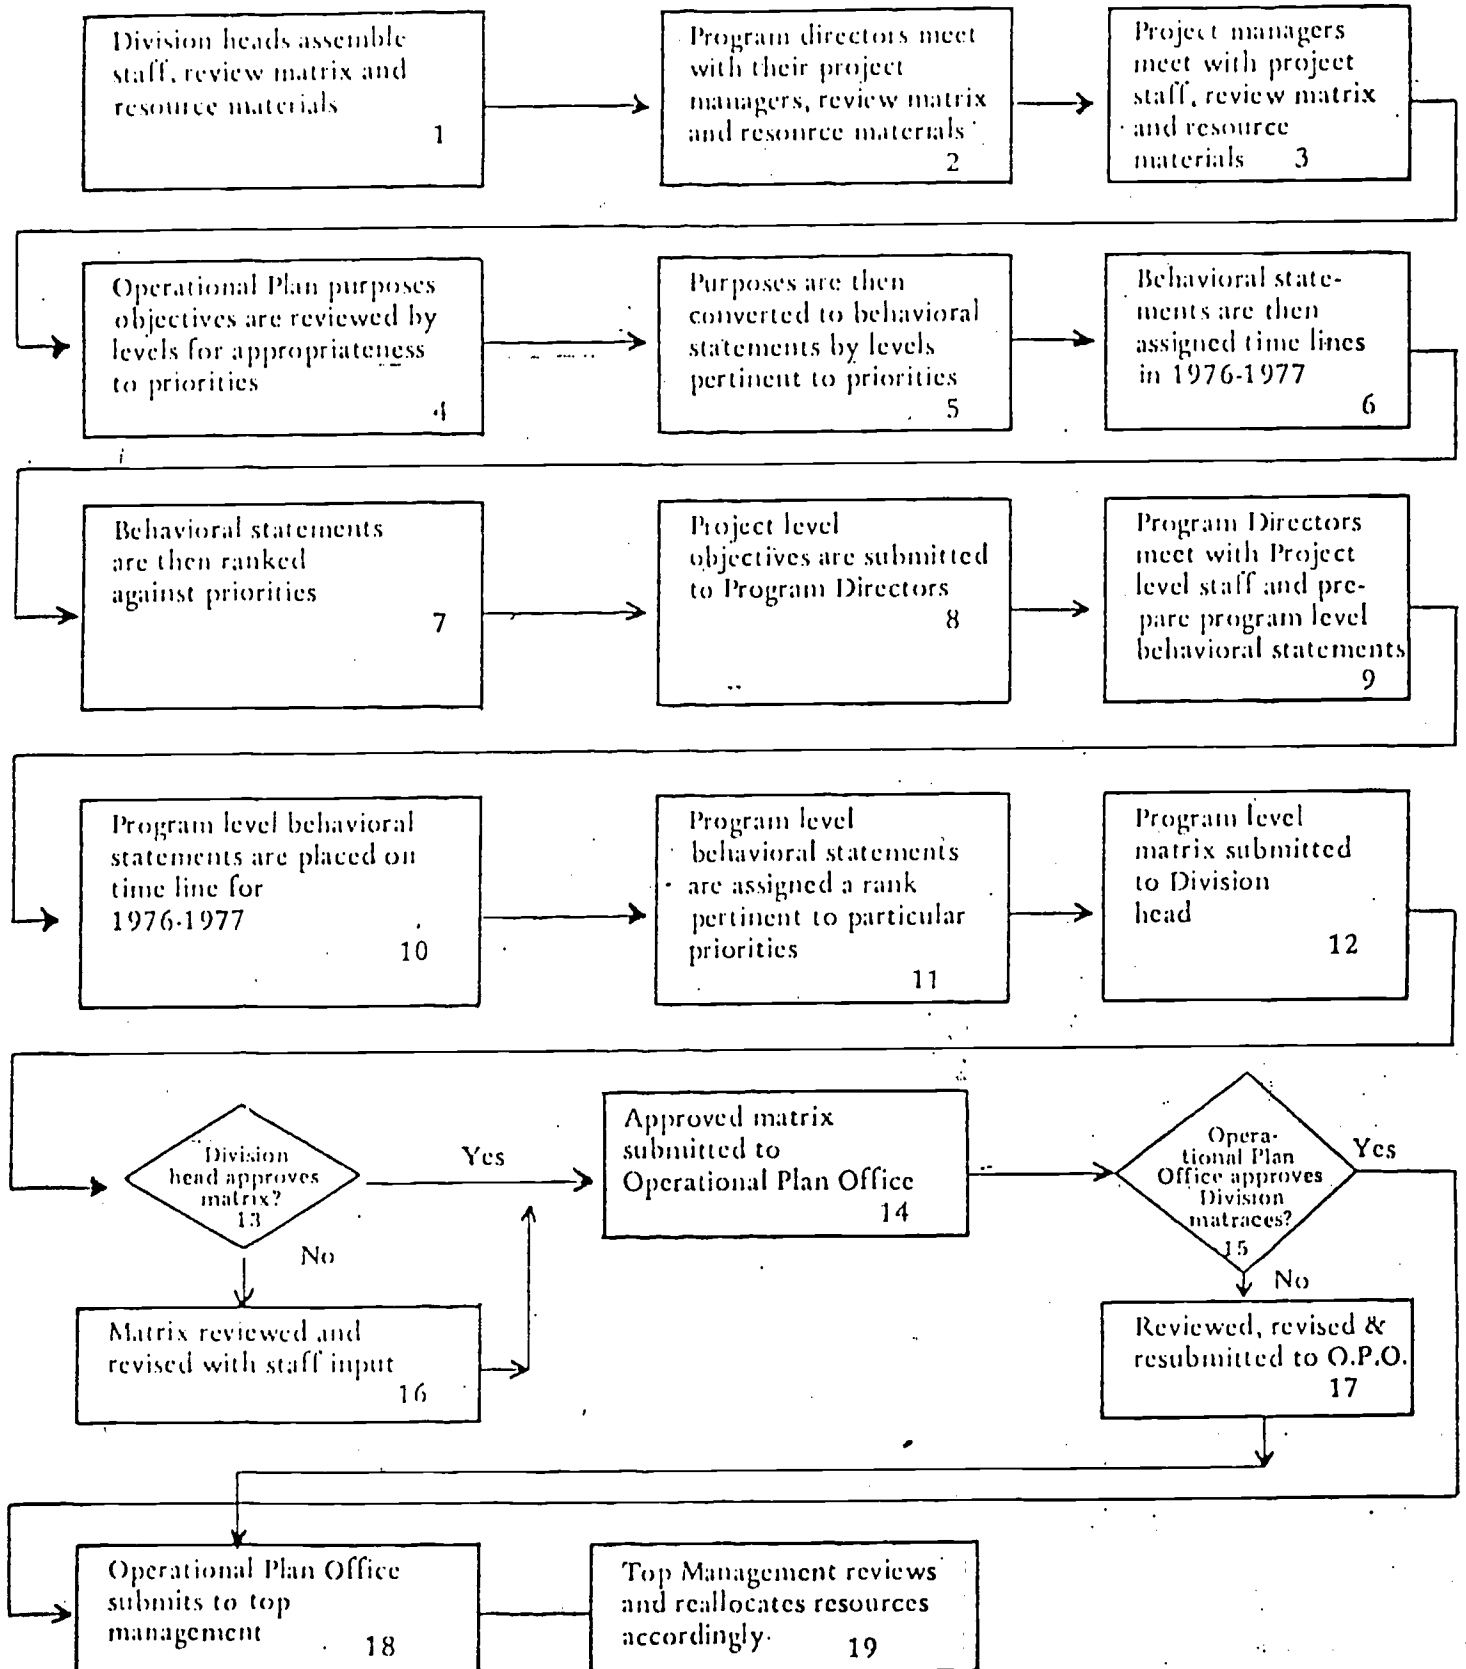 Division heads assemble
staff, review matrix and
resource materials
1
Program directors meet
with their project
managers, review matrix
and resource materials
2
Project managers
meet with project
staff, review matrix
and resource
materials 3
Operational Plan purposes
objectives are reviewed by
levels for appropriateness
to priorities
4
Purposes are then
converted to behavioral
statements by levels
pertinent to priorities
5
Behavioral state-
ments are then
assigned time lines
in 1976-1977
6
Behavioral statements
are then ranked
against priorities
7
Project level
objectives are submitted
to Program Directors
8
Program Directors
meet with Project
level staff and pre-
pare program level
behavioral statements
9
Program level behavioral
statements are placed on
time line for
1976-1977
10
Program level
behavioral statements
are assigned a rank
pertinent to particular
priorities
11
Program level
matrix submitted
to Division
head
12
Division
head approves
matrix?
13
Yes
No
Approved matrix
submitted to
Operational Plan Office
14
Opera-
tional Plan
Office approves
Division
matraces?
15
Yes
No
Matrix reviewed and
revised with staff input
16
Reviewed, revised &
resubmitted to O.P.O.
17
Operational Plan Office
submits to top
management
18
Top Management reviews
and reallocates resources
accordingly.
19